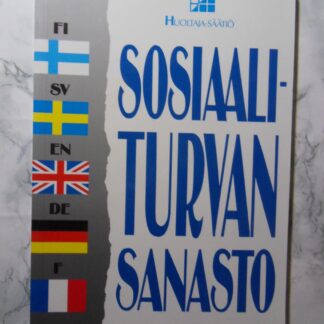 HUOLTAJA-SÄÄTIÖ
FI
SV
EN
DE
F
SOSIAALI-
TURVAN
SANASTO